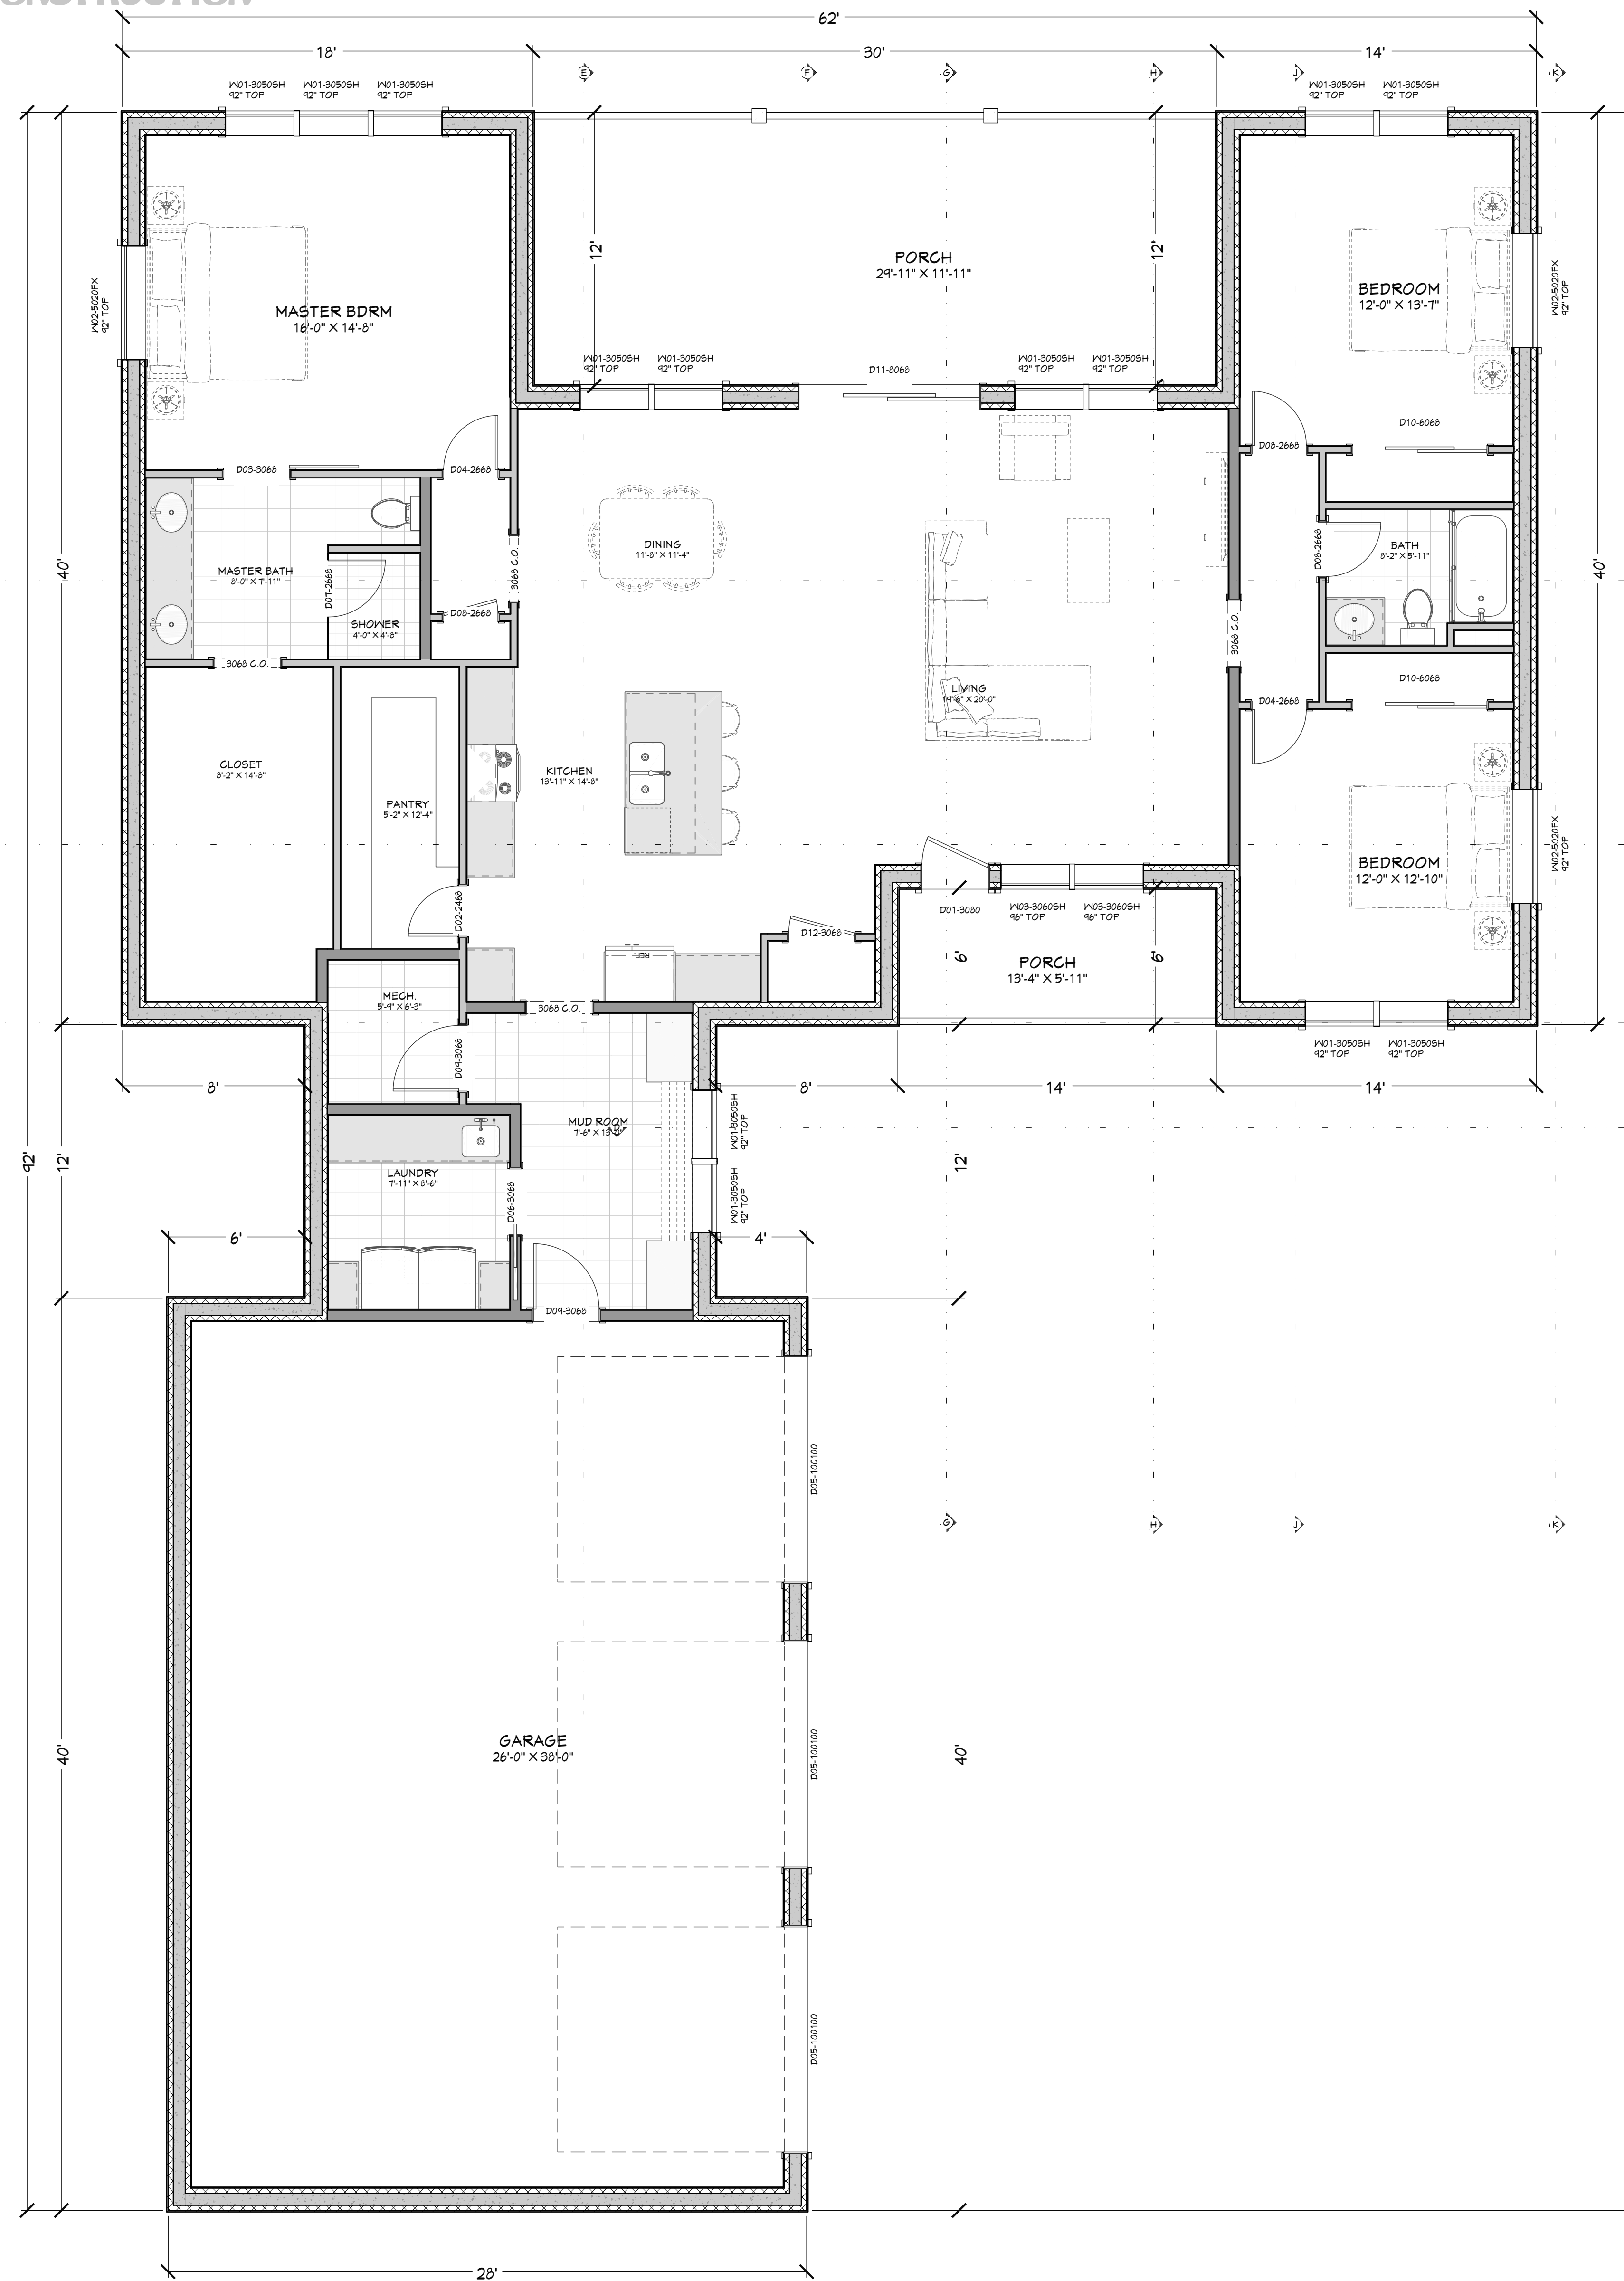 62'
18'
30'
14'
E
F
G
H
J
K
W01-3050SH
92" TOP
W01-3050SH
92" TOP
W01-3050SH
92" TOP
W01-3050SH
92" TOP
W01-3050SH
92" TOP
12'
12'
PORCH
29'-11" X 11'-11"
MASTER BDRM
16'-0" X 14'-8"
W02-5020FX
92" TOP
BEDROOM
12'-0" X 13'-7"
W02-5020FX
92" TOP
W01-3050SH
92" TOP
W01-3050SH
92" TOP
D11-8068
W01-3050SH
92" TOP
W01-3050SH
92" TOP
D10-6068
D08-2668
D03-3068
D04-2668
DINING
11'-8" X 11'-4"
BATH
8'-2" X 5'-11"
D08-2668
40'
40'
MASTER BATH
8'-0" X 7'-11"
D07-2668
3068 C.O.
D08-2668
SHOWER
4'-0" X 4'-8"
3068 C.O.
3068 C.O.
D10-6068
LIVING
19'-6" X 20'-0"
D04-2668
CLOSET
8'-2" X 14'-8"
KITCHEN
13'-11" X 14'-8"
PANTRY
5'-2" X 12'-4"
BEDROOM
12'-0" X 12'-10"
W02-5020FX
92" TOP
D02-2468
D01-3080
W03-3060SH
96" TOP
W03-3060SH
96" TOP
D12-3068
REF.
6'
6'
PORCH
13'-4" X 5'-11"
MECH.
5'-9" X 6'-3"
3068 C.O.
D09-3068
W01-3050SH
92" TOP
W01-3050SH
92" TOP
8'
8'
14'
14'
MUD ROOM
7'-6" X
W01-3050SH
92" TOP
92'
12'
12'
LAUNDRY
7'-11" X 8'-6"
D06-3068
W01-3050SH
92" TOP
6'
4'
D09-3068
D05-100100
G
H
J
K
GARAGE
26'-0" X 38'-0"
D05-100100
40'
40'
D05-100100
28'